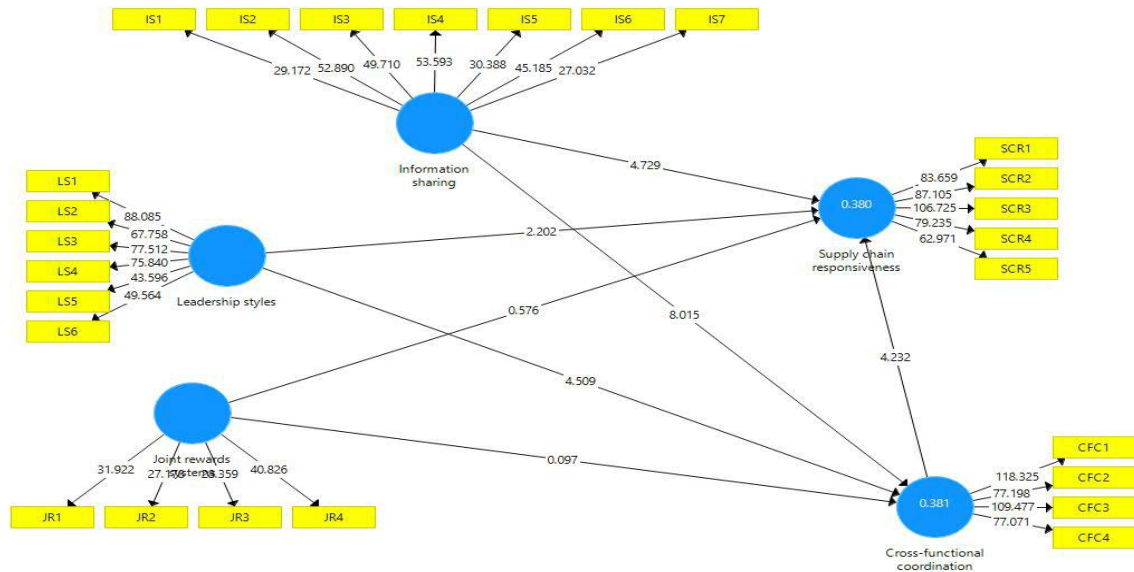 IS1
IS2
IS3
IS4
IS5
IS6
IS7
29.172
52.890
49.710
53.593
30.388
45.185
27.032
Information
sharing
LS1
LS2
LS3
LS4
LS5
LS6
88.085
67.758
77.512
75.840
43.596
49.564
Leadership styles
4.729
2.202
0.576
8.015
4.509
0.097
4.232
0.380
Supply chain
responsiveness
83.659
87.105
106.725
79.235
62.971
SCR1
SCR2
SCR3
SCR4
SCR5
Joint rewards
systems
31.922
40.826
JR1
JR2
JR3
JR4
0.381
Cross-functional
coordination
118.325
77.198
109.477
77.071
CFC1
CFC2
CFC3
CFC4